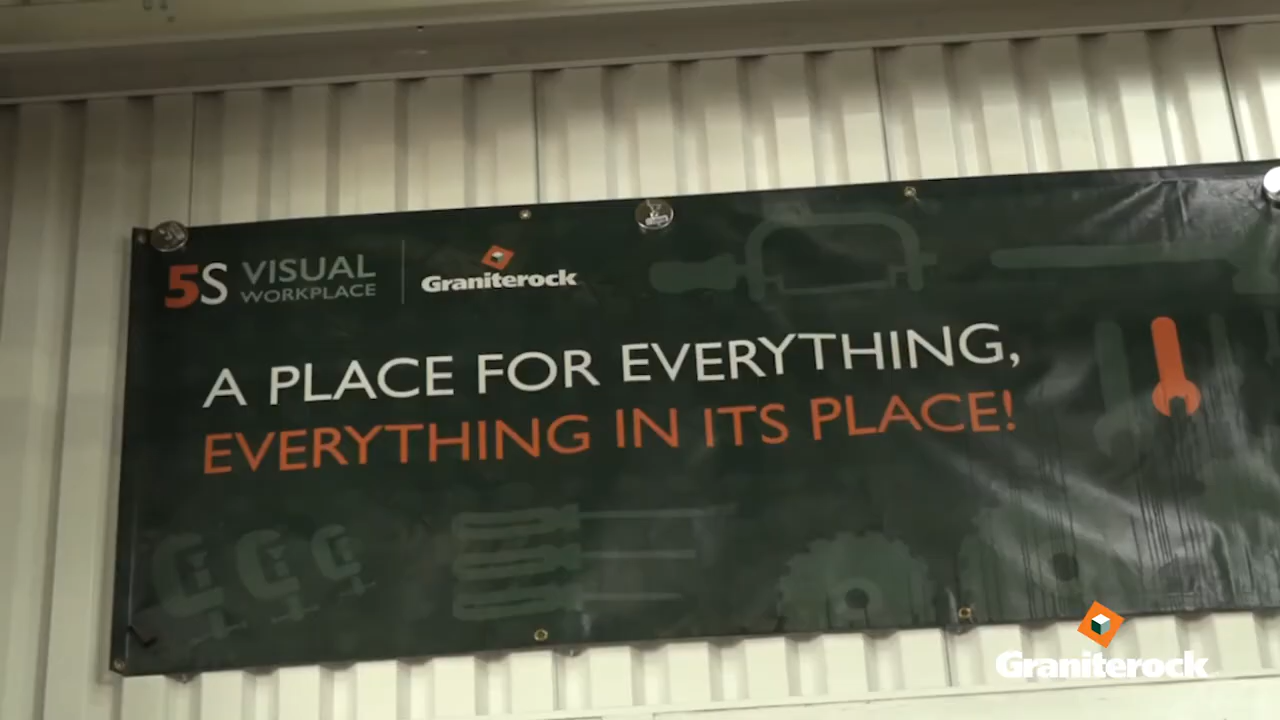 5S VISUAL WORKPLACE
Graniterock
A PLACE FOR EVERYTHING,
EVERYTHING IN ITS PLACE!
Graniterock